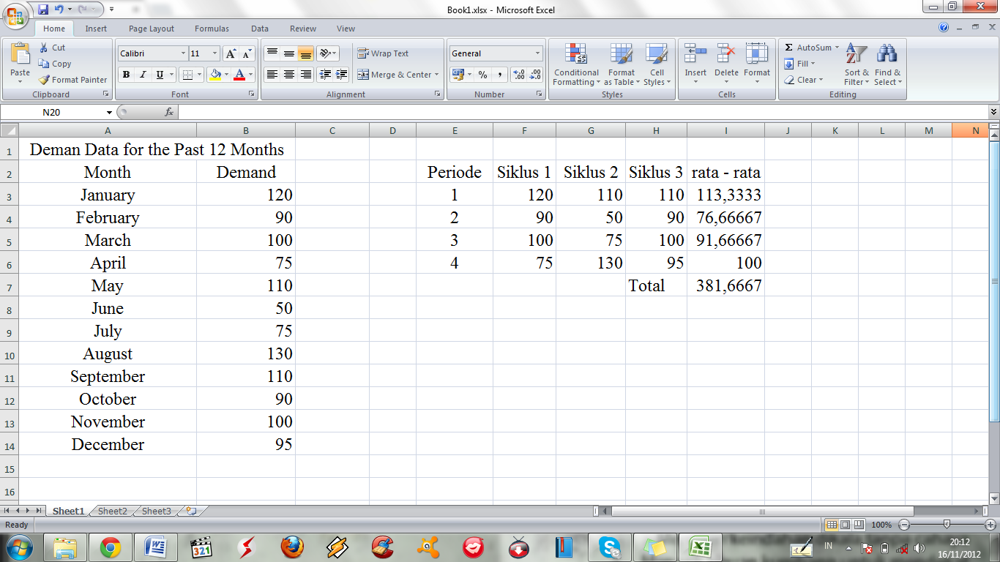 Book1.xlsx - Microsoft Excel
Home Insert Page Layout Formulas Data Review View
Paste
Cut
Copy
Format Painter
Clipboard
Calibri 11
A A
B I U A
Font
Wrap Text
Merge & Center
Alignment
General
% , ,00 ,0
Number
Conditional Formatting
Format as Table
Cell Styles
Styles
Insert Delete Format
Cells
Σ AutoSum
Fill
Clear
Sort & Filter
Find & Select
Editing
N20 fx
A B C D E F G H I J K L M N
1 Deman Data for the Past 12 Months
2 Month Demand Periode Siklus 1 Siklus 2 Siklus 3 rata - rata
3 January 120 1 120 110 110 113,3333
4 February 90 2 90 50 90 76,66667
5 March 100 3 100 75 100 91,66667
6 April 75 4 75 130 95 100
7 May 110 Total 381,6667
8 June 50
9 July 75
10 August 130
11 September 110
12 October 90
13 November 100
14 December 95
15
16
Sheet1 Sheet2 Sheet3
Ready 100%
321
IN
20:12
16/11/2012